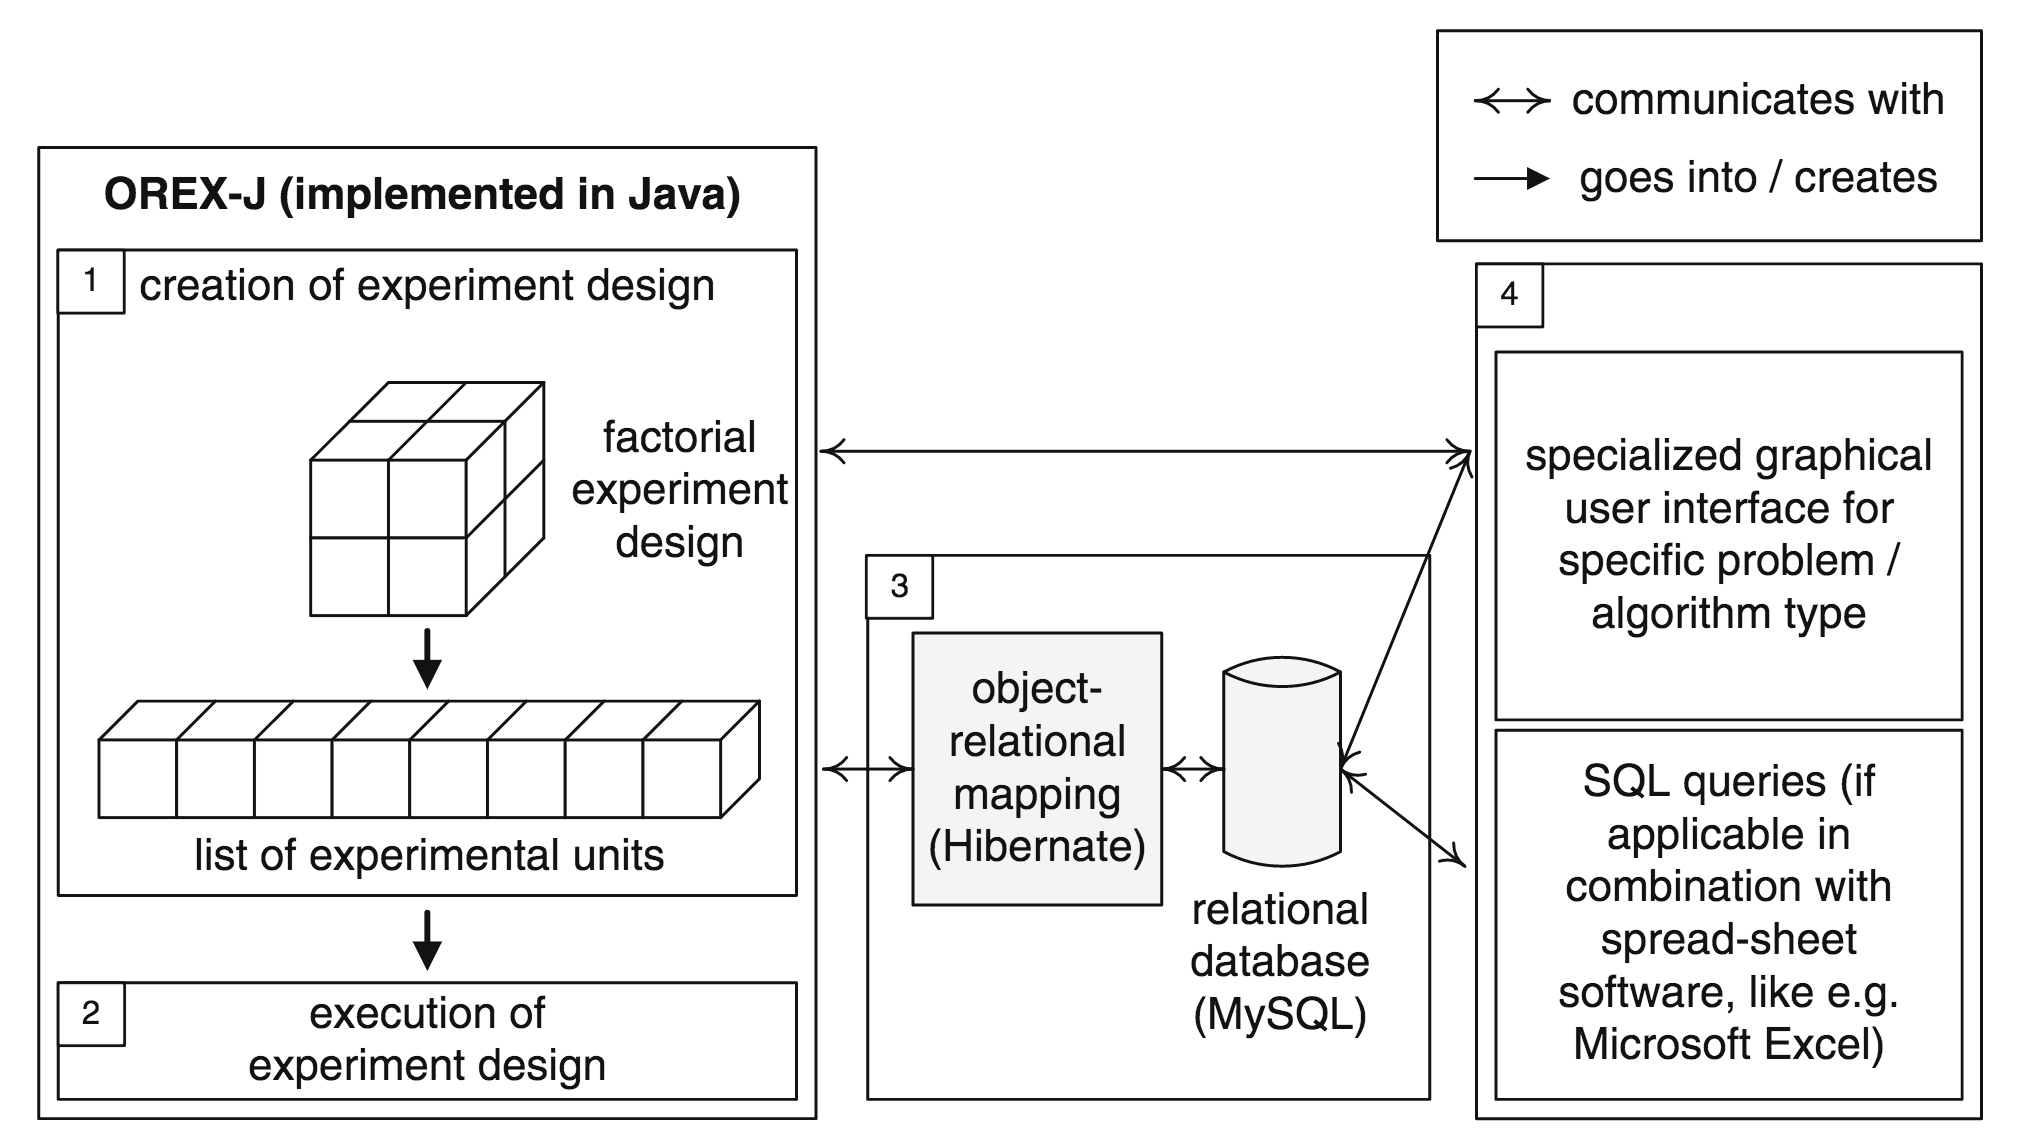 communicates with
goes into / creates
OREX-J (implemented in Java)
1
creation of experiment design
factorial
experiment
design
list of experimental units
2
execution of
experiment design
3
object-
relational
mapping
(Hibernate)
relational
database
(MySQL)
4
specialized graphical
user interface for
specific problem /
algorithm type
SQL queries (if
applicable in
combination with
spread-sheet
software, like e.g.
Microsoft Excel)